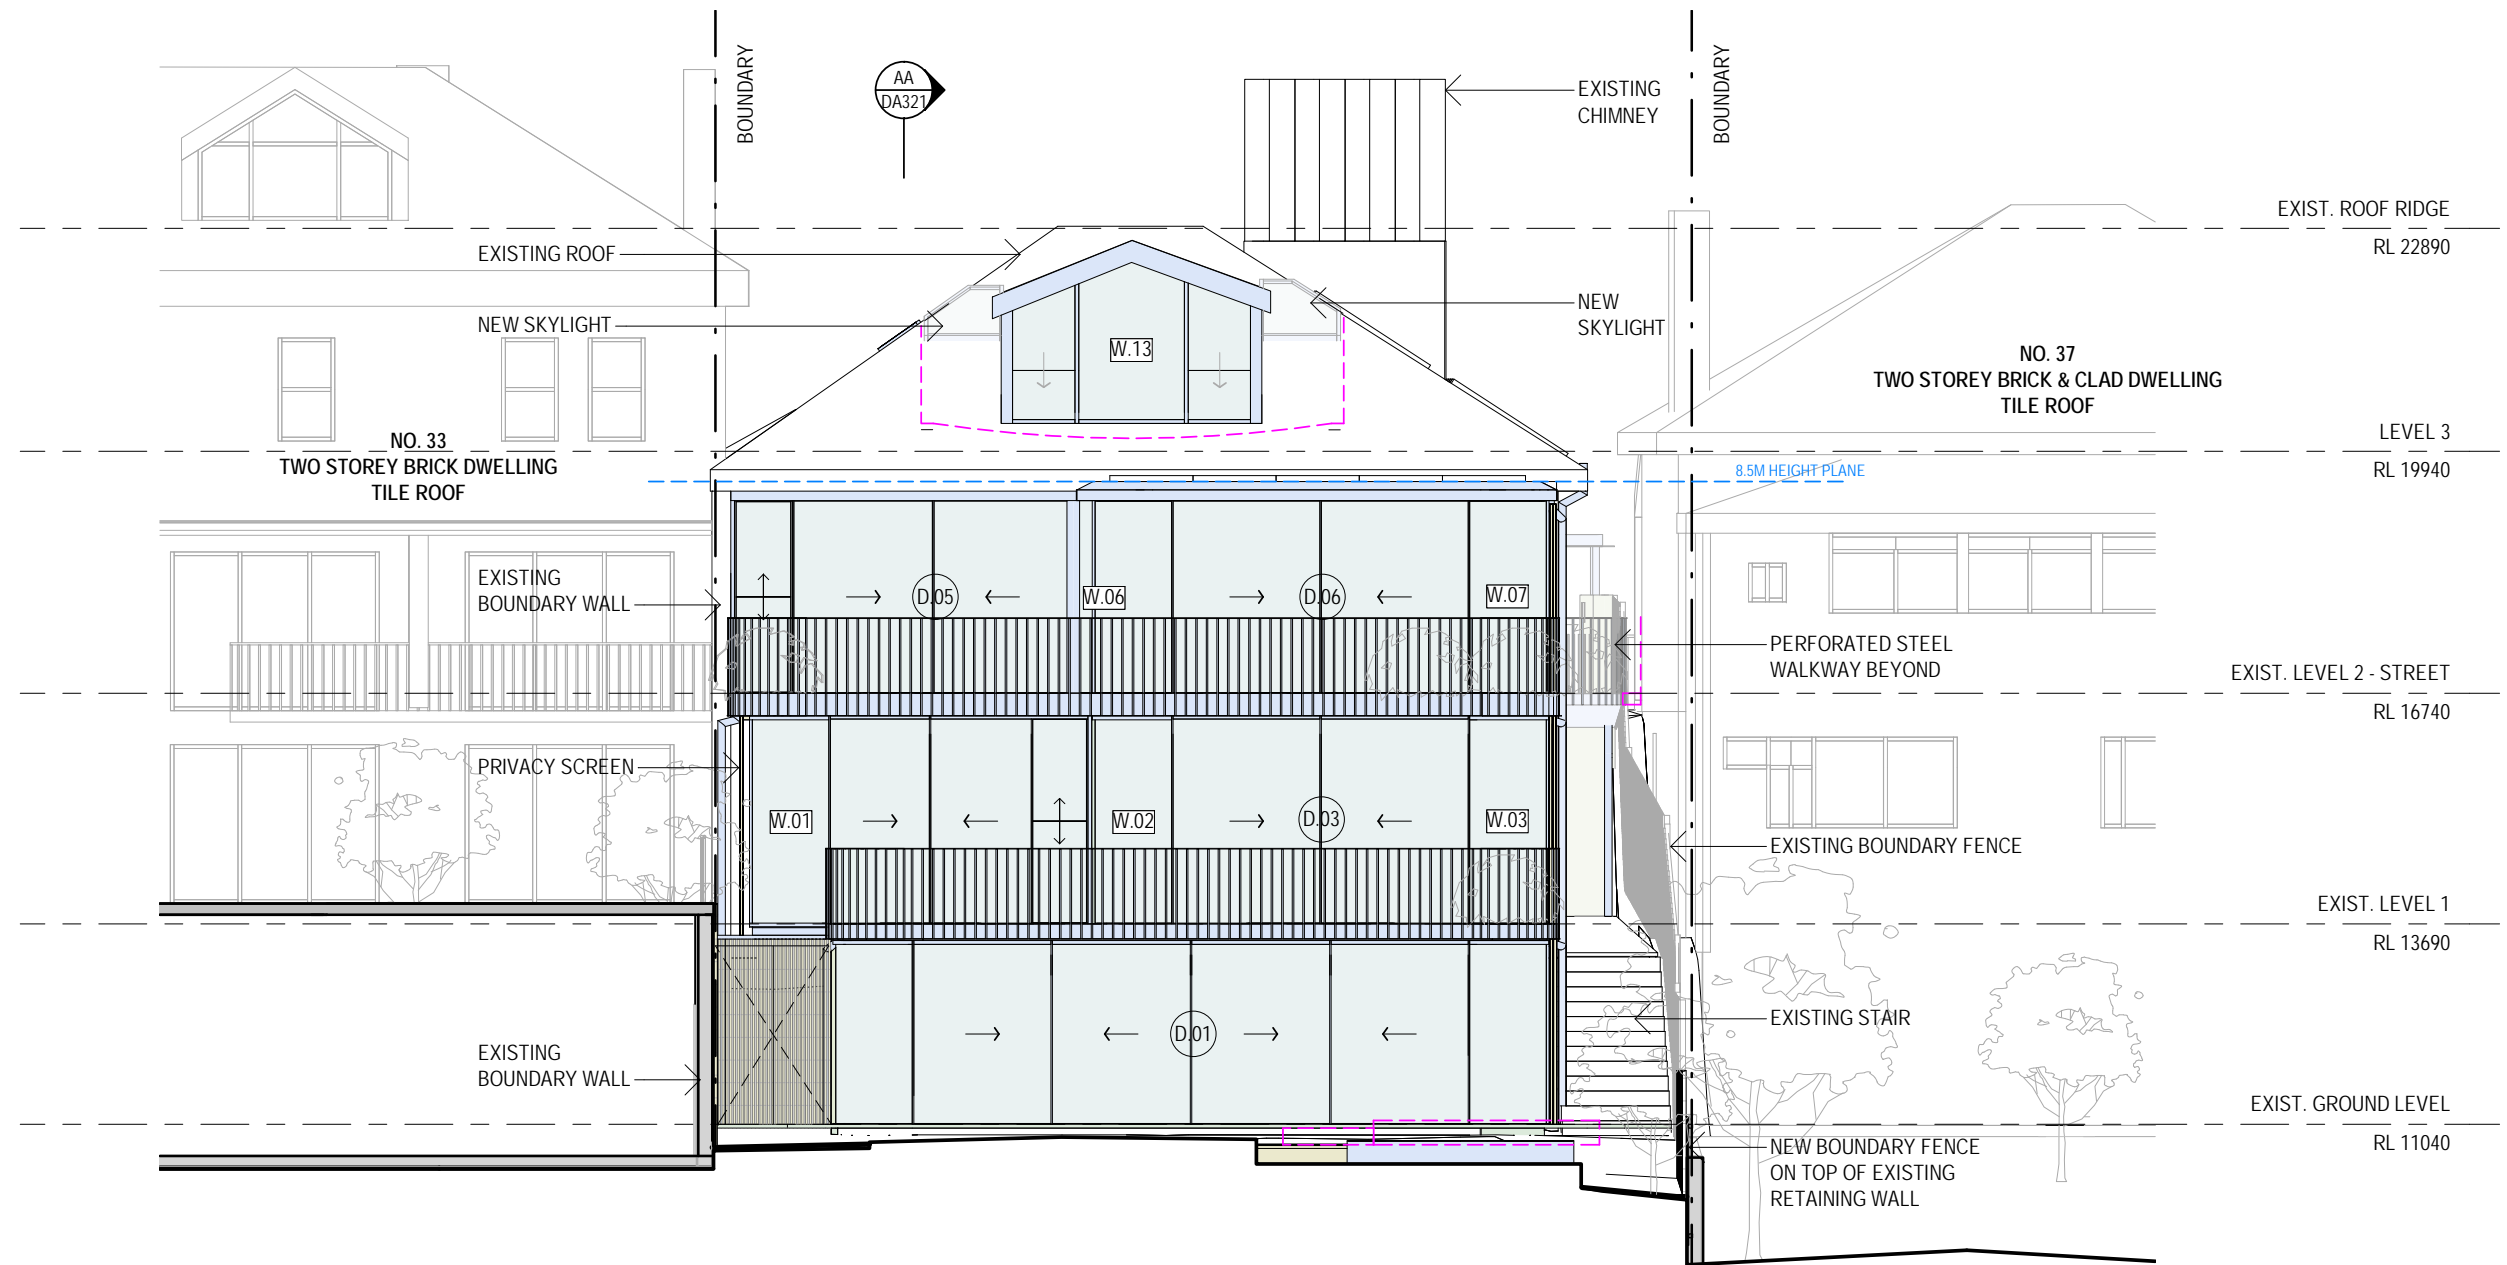 BOUNDARY
BOUNDARY
AA
DA321
EXISTING
CHIMNEY
EXIST. ROOF RIDGE
RL 22890
EXISTING ROOF
NEW SKYLIGHT
NEW
SKYLIGHT
W.13
NO. 37
TWO STOREY BRICK & CLAD DWELLING
TILE ROOF
NO. 33
TWO STOREY BRICK DWELLING
TILE ROOF
LEVEL 3
RL 19940
8.5M HEIGHT PLANE
EXISTING
BOUNDARY WALL
D.05
W.06
D.06
W.07
PERFORATED STEEL
WALKWAY BEYOND
EXIST. LEVEL 2 - STREET
RL 16740
PRIVACY SCREEN
W.01
W.02
D.03
W.03
EXISTING BOUNDARY FENCE
EXIST. LEVEL 1
RL 13690
EXISTING STAIR
D.01
EXISTING
BOUNDARY WALL
EXIST. GROUND LEVEL
RL 11040
NEW BOUNDARY FENCE
ON TOP OF EXISTING
RETAINING WALL